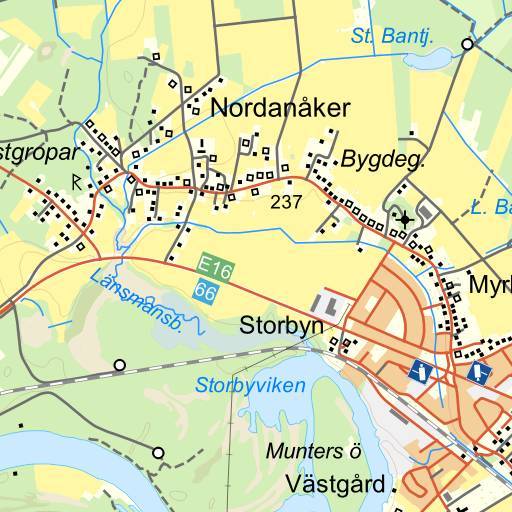 St. Bantj.
Nordanåker
stgropar
Bygdeg.
R
237
Ł. Ba
E16
66
Länsmansb.
Myrb
Storbyn
Storbyviken
Munters ö
Västgård